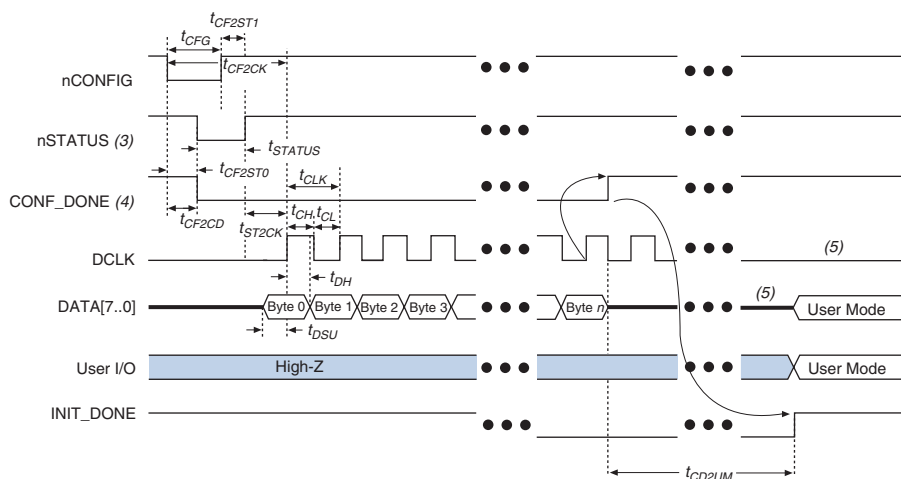 tCF2ST1
tCFG
tCF2CK
nCONFIG
nSTATUS (3)
tSTATUS
tCF2ST0
tCLK
CONF_DONE (4)
tCF2CD
tST2CK
tCH
tCL
DCLK
(5)
tDH
DATA[7..0]
Byte 0
Byte 1
Byte 2
Byte 3
Byte n
(5)
User Mode
tDSU
User I/O
High-Z
User Mode
INIT_DONE
tCD2UM